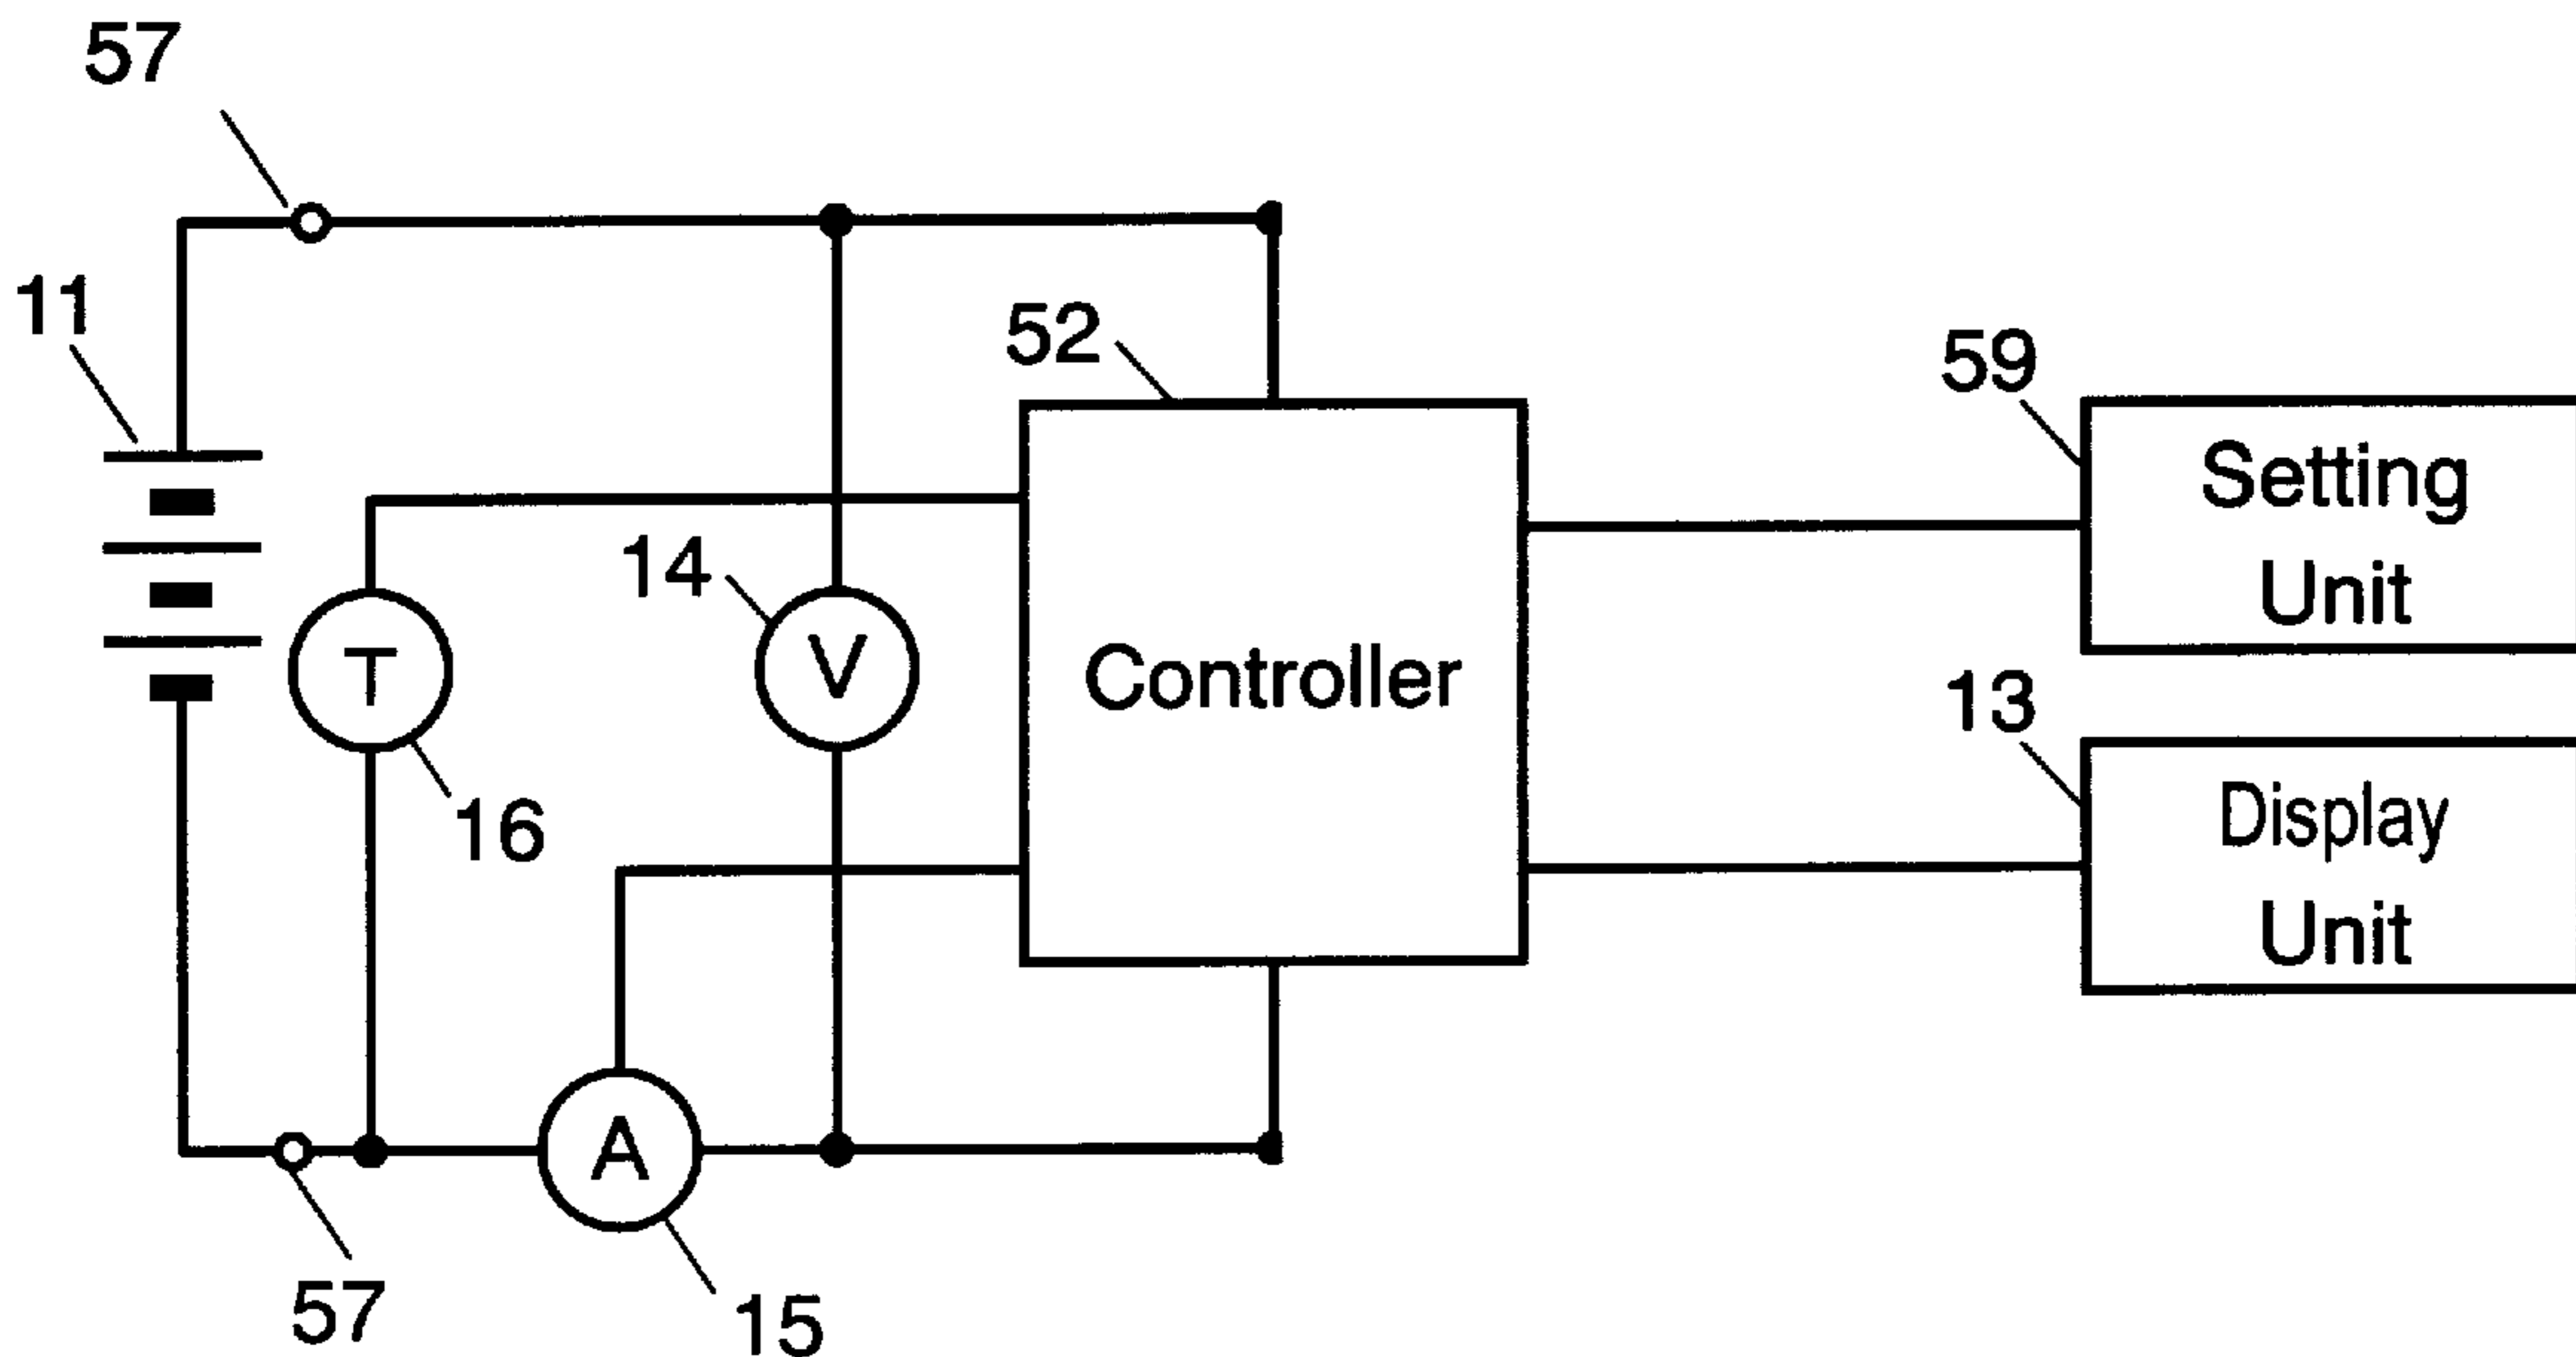 57
11
52
59
Setting
Unit
14
T
V
Controller
13
Display
Unit
16
A
57
15